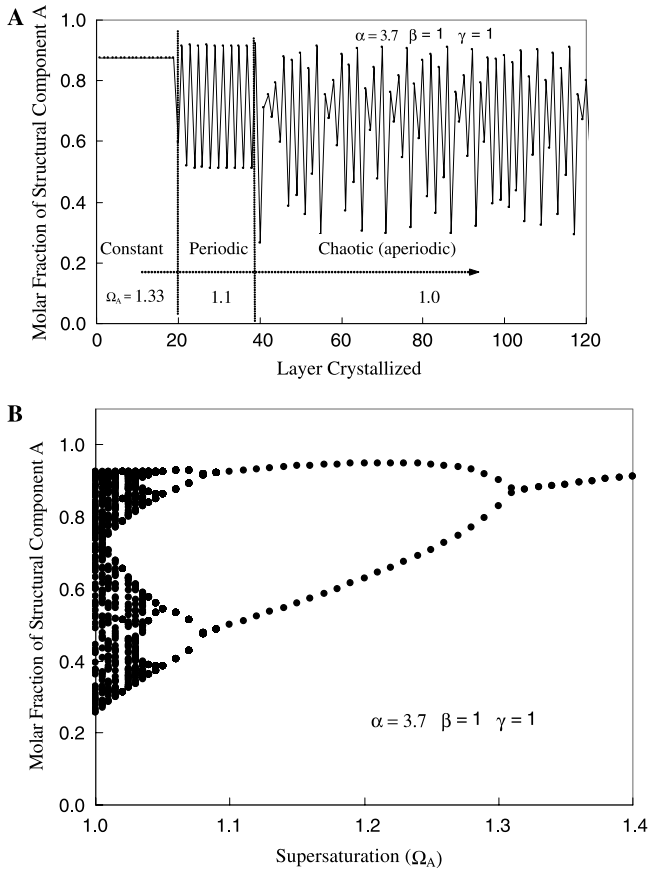 A
Molar Fraction of Structural Component A
1.0
0.8
0.6
0.4
0.2
0.0
α = 3.7 β = 1 γ = 1
Constant Periodic Chaotic (aperiodic)
Ω_A = 1.33 1.1 1.0
0 20 40 60 80 100 120
Layer Crystallized
B
Molar Fraction of Structural Component A
1.0
0.8
0.6
0.4
0.2
0.0
α = 3.7 β = 1 γ = 1
1.0 1.1 1.2 1.3 1.4
Supersaturation (Ω_A)